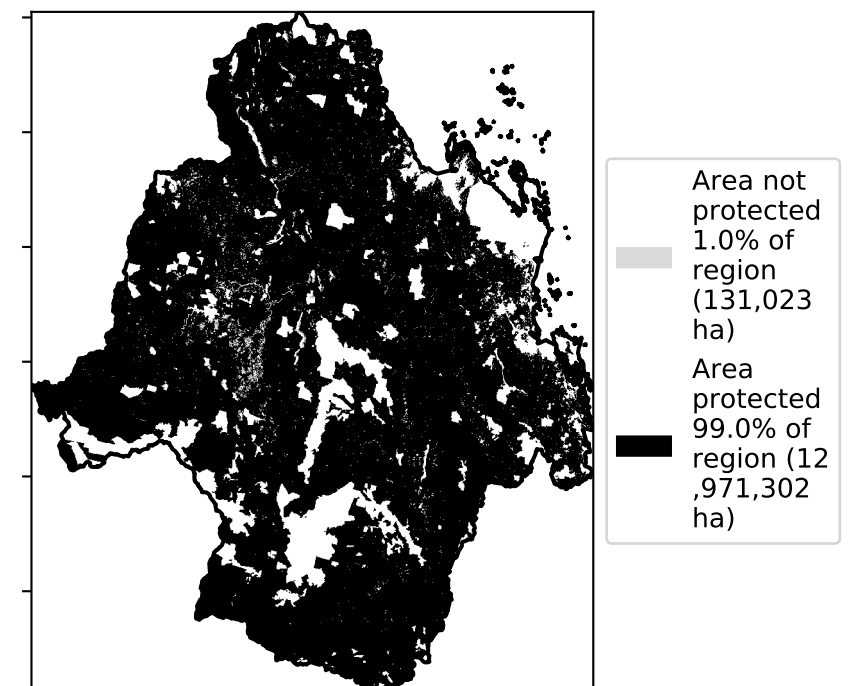 Area not
protected
1.0% of
region
(131,023
ha)
Area
protected
99.0% of
region (12
,971,302
ha)